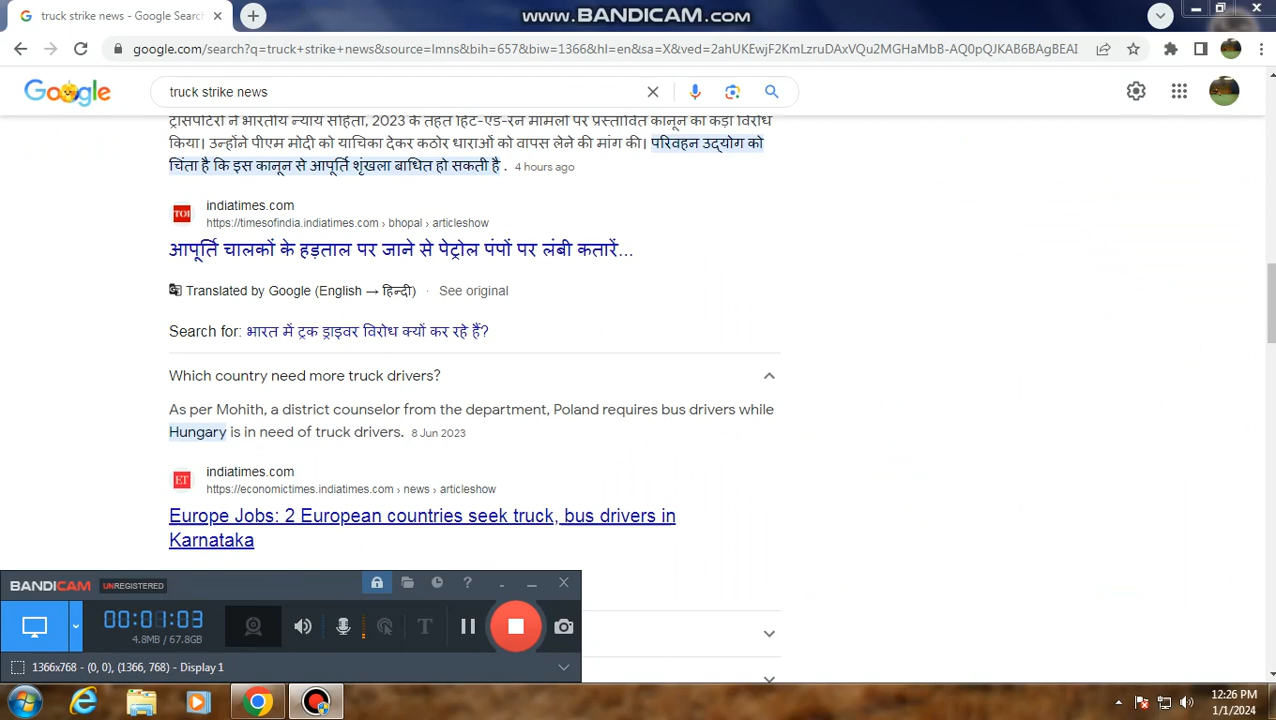 truck strike news - Google Search
www.BANDICAM.com
google.com/search?q=truck+strike+news&source=lmns&bih=657&biw=1366&hl=en&sa=X&ved=2ahUKEwjF2KmLzruDAxVQu2MGHaMbB-AQ0pQJKAB6BAgBEAI
Google
truck strike news
ट्रांसपोर्टरों ने भारतीय न्याय संहिता, 2023 के तहत हिट-एंड-रन मामलों पर प्रस्तावित कानून का कड़ा विरोध
किया। उन्होंने पीएम मोदी को याचिका देकर कठोर धाराओं को वापस लेने की मांग की। परिवहन उद्योग को
चिंता है कि इस कानून से आपूर्ति शृंखला बाधित हो सकती है . 4 hours ago
TOI
indiatimes.com
https://timesofindia.indiatimes.com › bhopal › articleshow
आपूर्ति चालकों के हड़ताल पर जाने से पेट्रोल पंपों पर लंबी कतारें...
Translated by Google (English → हिन्दी) · See original
Search for: भारत में ट्रक ड्राइवर विरोध क्यों कर रहे हैं?
Which country need more truck drivers?
As per Mohith, a district counselor from the department, Poland requires bus drivers while
Hungary is in need of truck drivers. 8 Jun 2023
ET
indiatimes.com
https://economictimes.indiatimes.com › news › articleshow
Europe Jobs: 2 European countries seek truck, bus drivers in
Karnataka
BANDICAM UNREGISTERED
00:01:03
4.8MB / 67.8GB
1366x768 - (0, 0), (1366, 768) - Display 1
12:26 PM
1/1/2024